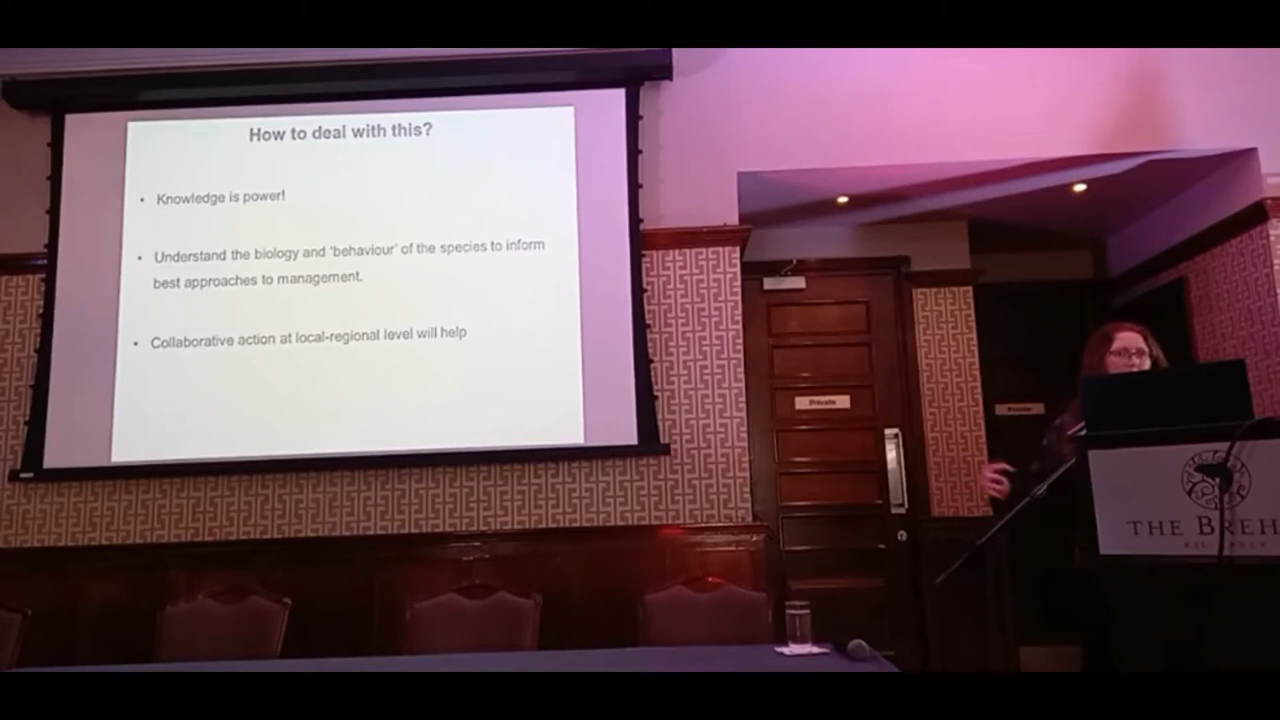 How to deal with this?
• Knowledge is power!
• Understand the biology and ‘behaviour’ of the species to inform
best approaches to management.
• Collaborative action at local-regional level will help
Private
Private
THE BREH